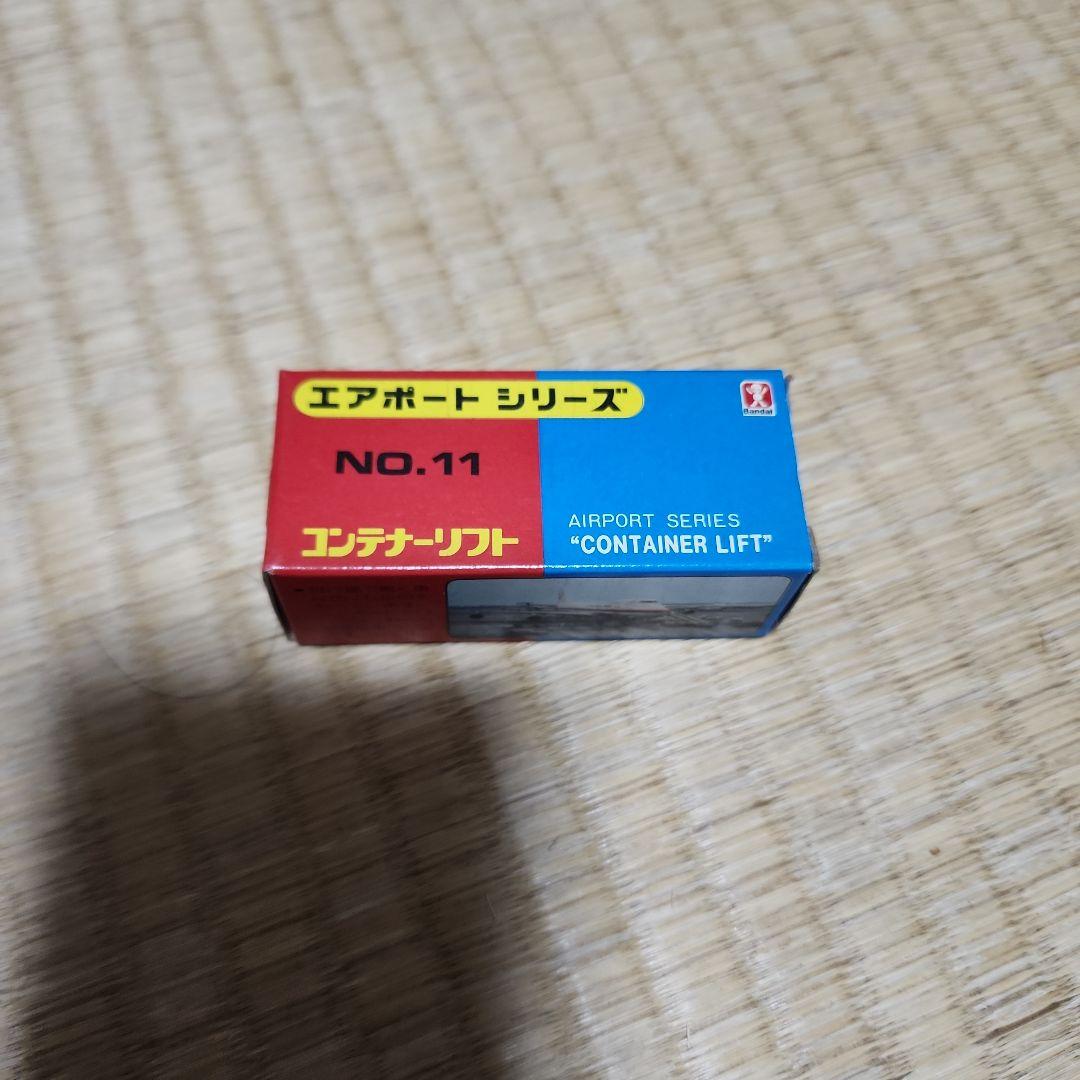 エアポート シリーズ
Bandai
NO.11
コンテナーリフト
AIRPORT SERIES
"CONTAINER LIFT"